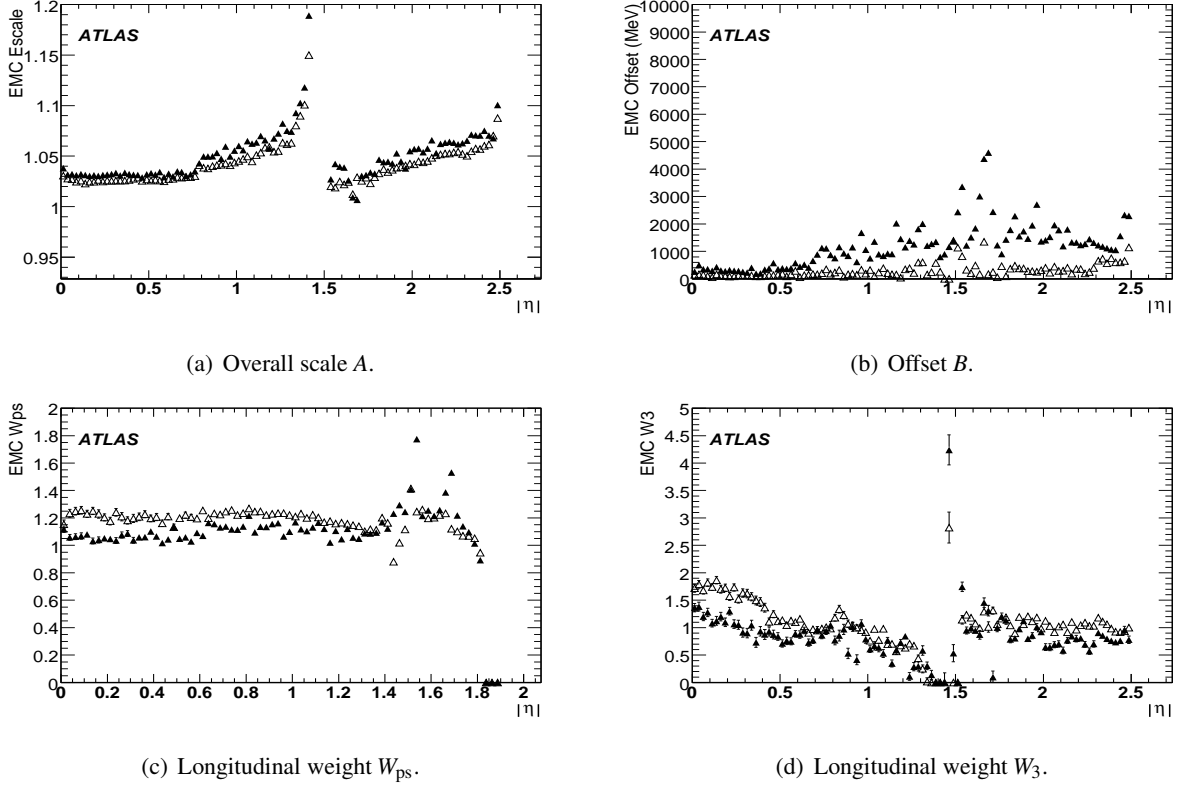 EMC Escale
1.2
1.15
1.1
1.05
1
0.95
ATLAS
0 0.5 1 1.5 2 2.5
|η|
(a) Overall scale A.
EMC Offset (MeV)
10000
9000
8000
7000
6000
5000
4000
3000
2000
1000
0
ATLAS
0 0.5 1 1.5 2 2.5
|η|
(b) Offset B.
EMC Wps
2
1.8
1.6
1.4
1.2
1
0.8
0.6
0.4
0.2
0
ATLAS
0 0.2 0.4 0.6 0.8 1 1.2 1.4 1.6 1.8 2
|η|
(c) Longitudinal weight Wps.
EMC W3
5
4.5
4
3.5
3
2.5
2
1.5
1
0.5
0
ATLAS
0 0.5 1 1.5 2 2.5
|η|
(d) Longitudinal weight W3.